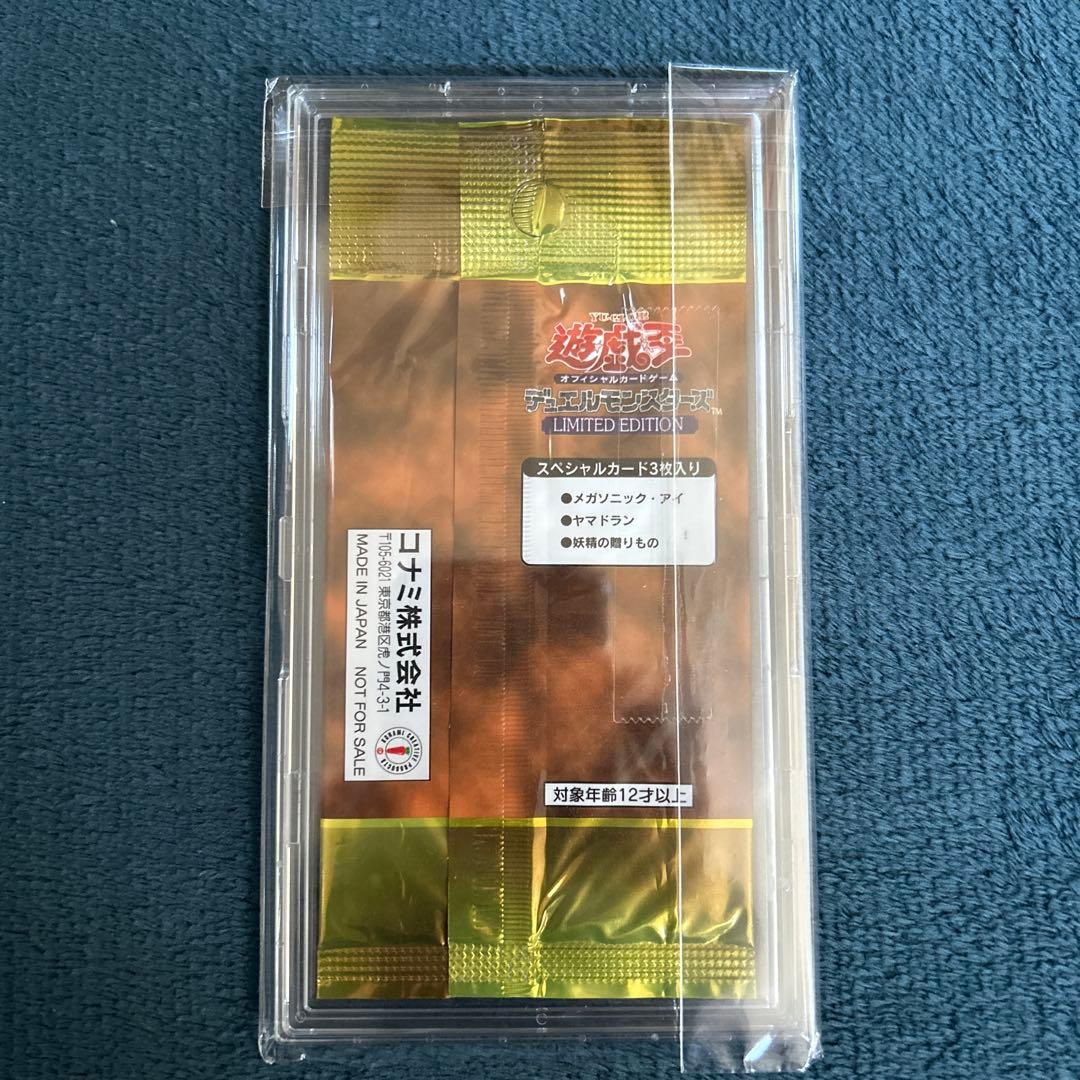 YU-GI-OH
遊戯王
オフィシャルカードゲーム
デュエルモンスターズ™
LIMITED EDITION
スペシャルカード3枚入り
●メガソニック・アイ
●ヤマドラン
●妖精の贈りもの
コナミ株式会社
〒105-6021 東京都港区虎ノ門4-3-1
MADE IN JAPAN NOT FOR SALE
KONAMI CREATIVE PRODUCTS
対象年齢12才以上